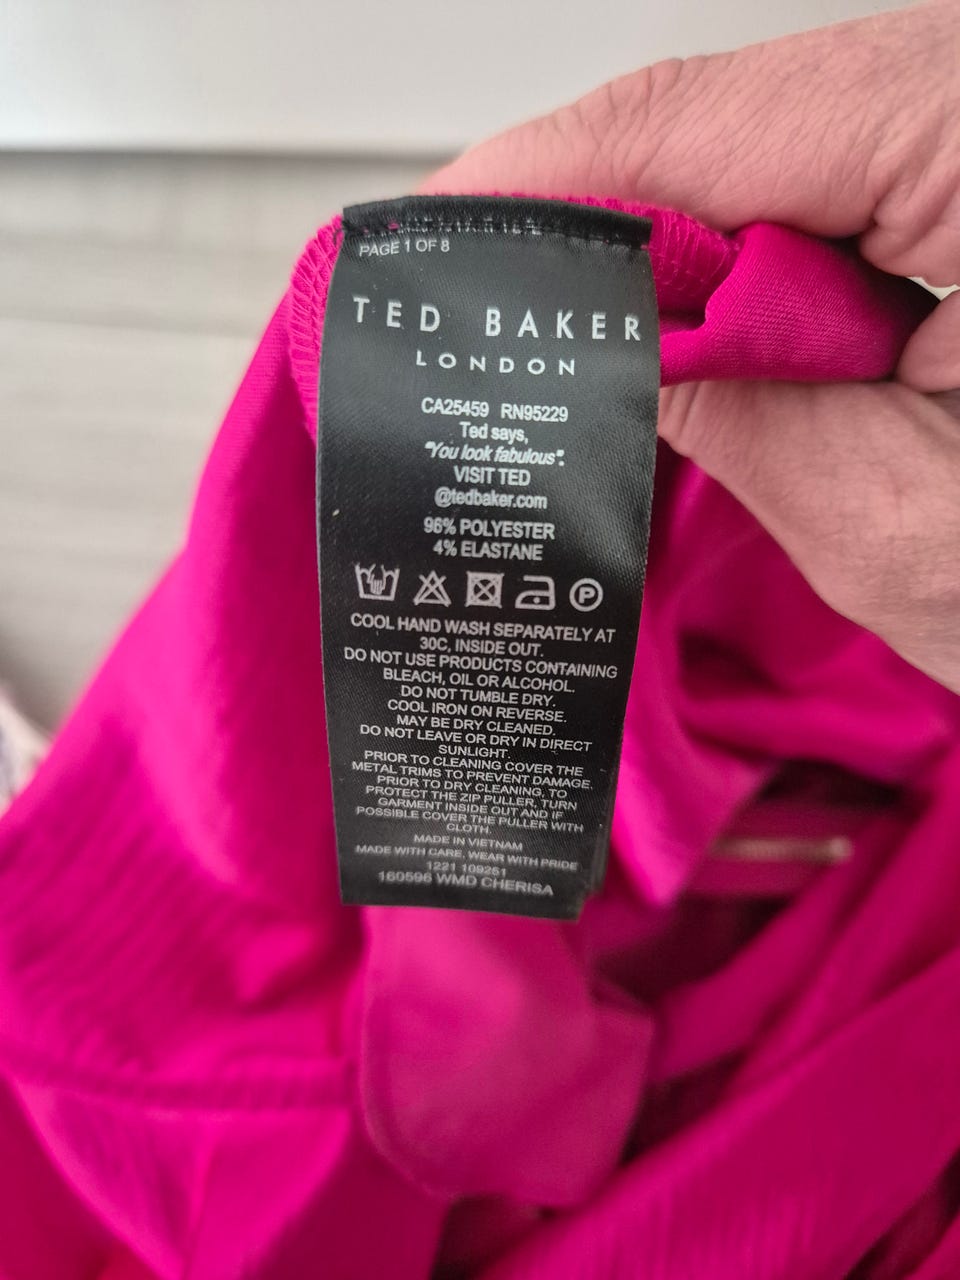 PAGE 1 OF 8
TED BAKER
LONDON
CA25459 RN95229
Ted says,
"You look fabulous".
VISIT TED
@tedbaker.com
96% POLYESTER
4% ELASTANE
P
COOL HAND WASH SEPARATELY AT
30C, INSIDE OUT.
DO NOT USE PRODUCTS CONTAINING
BLEACH, OIL OR ALCOHOL.
DO NOT TUMBLE DRY.
COOL IRON ON REVERSE.
MAY BE DRY CLEANED.
DO NOT LEAVE OR DRY IN DIRECT
SUNLIGHT.
PRIOR TO CLEANING COVER THE
METAL TRIMS TO PREVENT DAMAGE.
PRIOR TO DRY CLEANING, TO
PROTECT THE ZIP PULLER, TURN
GARMENT INSIDE OUT AND IF
POSSIBLE COVER THE PULLER WITH
CLOTH.
MADE IN VIETNAM
MADE WITH CARE, WEAR WITH PRIDE
1221 109251
160596 WMD CHERISA